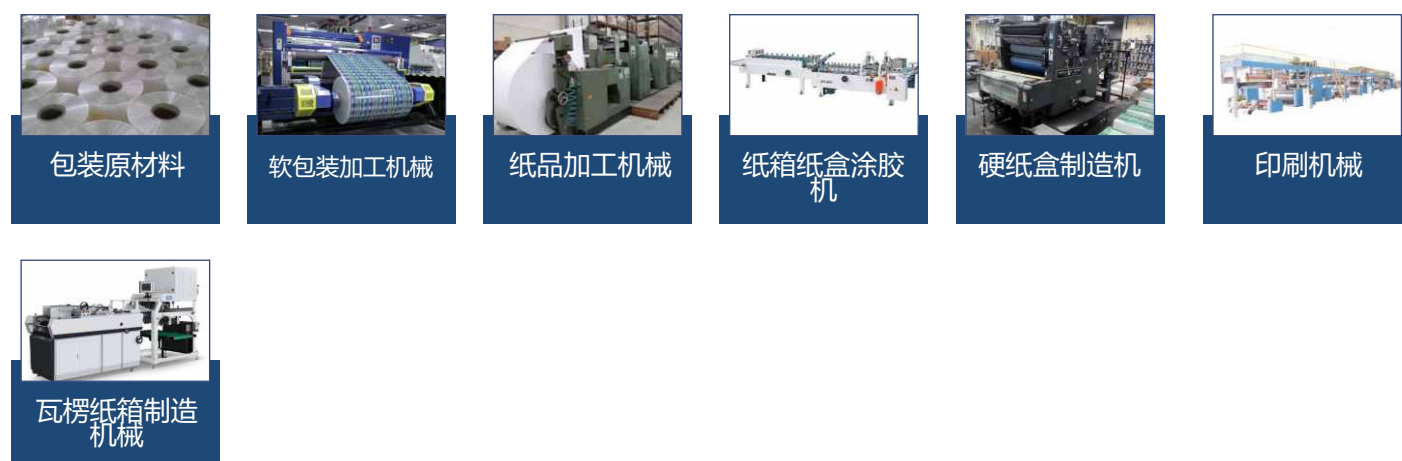 包装原材料
软包装加工机械
纸品加工机械
纸箱纸盒涂胶
机
硬纸盒制造机
印刷机械
瓦楞纸箱制造
机械